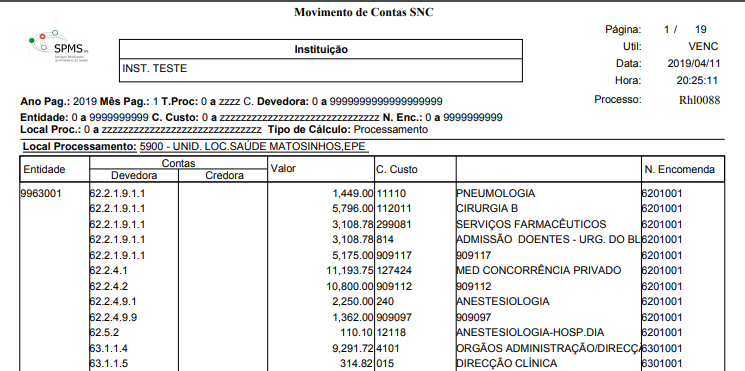 Movimento de Contas SNC
Página: 1 / 19
SPMS EPE
Instituição
Util: VENC
INST. TESTE
Data: 2019/04/11
Hora: 20:25:11
Ano Pag.: 2019 Mês Pag.: 1 T.Proc: 0 a zzzz C. Devedora: 0 a 99999999999999999999
Processo: Rhl0088
Entidade: 0 a 9999999999 C. Custo: 0 a zzzzzzzzzzzzzzzzzzzzzzzzzzzzzz N. Enc.: 0 a 9999999999
Local Proc.: 0 a zzzzzzzzzzzzzzzzzzzzzzzzzzzzzz Tipo de Cálculo: Processamento
Local Processamento: 5900 - UNID. LOC.SAÚDE MATOSINHOS,EPE
Entidade Contas Valor C. Custo N. Encomenda
Devedora Credora
9963001 62.2.1.9.1.1 1,449.00 11110 PNEUMOLOGIA 6201001
62.2.1.9.1.1 5,796.00 112011 CIRURGIA B 6201001
62.2.1.9.1.1 3,108.78 299081 SERVIÇOS FARMACÊUTICOS 6201001
62.2.1.9.1.1 3,108.78 814 ADMISSÃO DOENTES - URG. DO BL 6201001
62.2.1.9.1.1 5,175.00 909117 909117 6201001
62.2.4.1 11,193.75 127424 MED CONCORRÊNCIA PRIVADO 6201001
62.2.4.2 10,800.00 909112 909112 6201001
62.2.4.9.1 2,250.00 240 ANESTESIOLOGIA 6201001
62.2.4.9.9 1,362.00 909097 909097 6201001
62.5.2 110.10 12118 ANESTESIOLOGIA-HOSP.DIA 6201001
63.1.1.4 9,291.72 4101 ORGÃOS ADMINISTRAÇÃO/DIRECÇÃ 6301001
63.1.1.5 314.82 015 DIRECÇÃO CLÍNICA 6301001